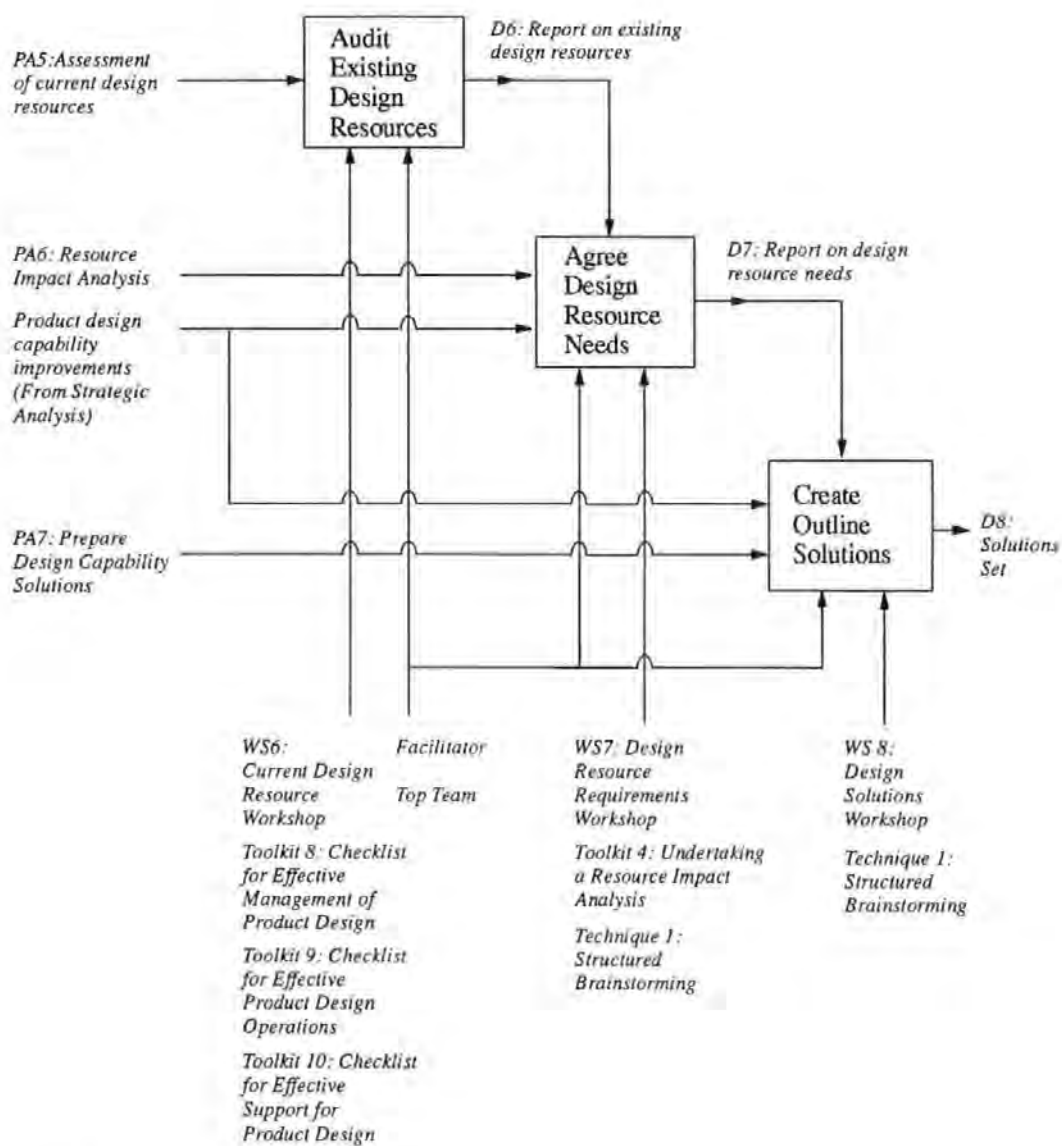 PA5:Assessment
of current design
resources
Audit
Existing
Design
Resources
D6: Report on existing
design resources
PA6: Resource
Impact Analysis
Product design
capability
improvements
(From Strategic
Analysis)
Agree
Design
Resource
Needs
D7: Report on design
resource needs
PA7: Prepare
Design Capability
Solutions
Create
Outline
Solutions
D8:
Solutions
Set
WS6:
Current Design
Resource
Workshop
Toolkit 8: Checklist
for Effective
Management of
Product Design
Toolkit 9: Checklist
for Effective
Product Design
Operations
Toolkit 10: Checklist
for Effective
Support for
Product Design
Facilitator
Top Team
WS7: Design
Resource
Requirements
Workshop
Toolkit 4: Undertaking
a Resource Impact
Analysis
Technique 1:
Structured
Brainstorming
WS 8:
Design
Solutions
Workshop
Technique 1:
Structured
Brainstorming